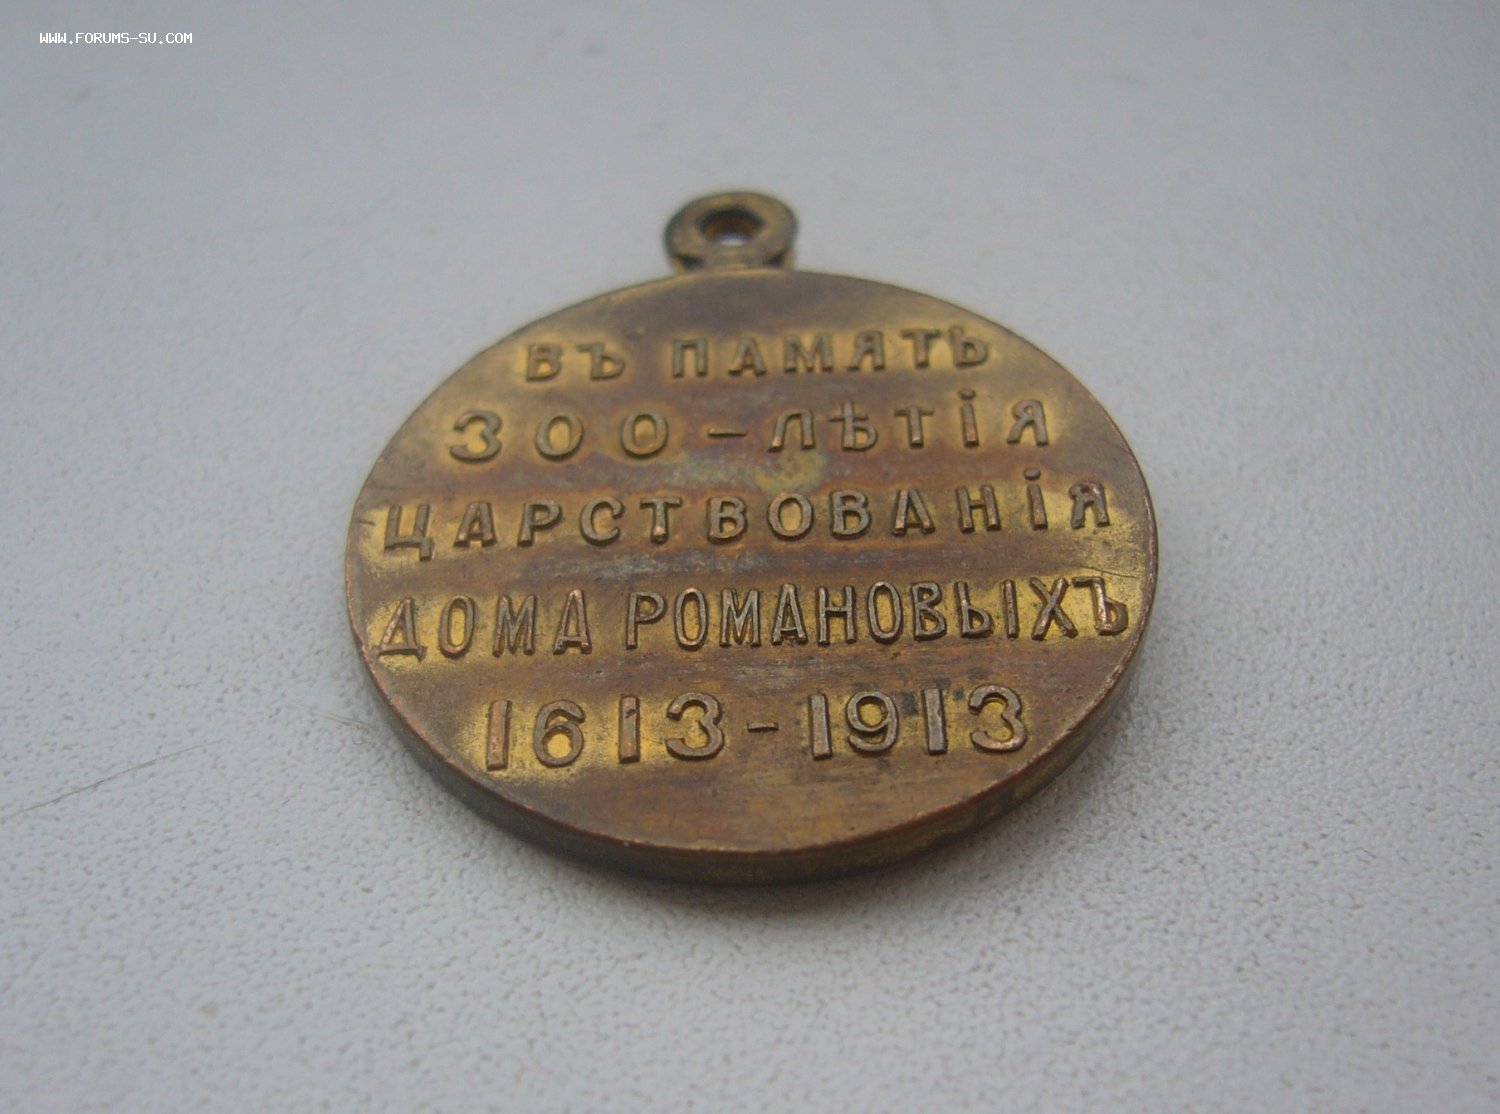 WWW.FORUMS-SU.COM
ВЪ ПАМЯТЬ
300-ЛѢТІЯ
ЦАРСТВОВАНІЯ
ДОМА РОМАНОВЫХЪ
1613-1913